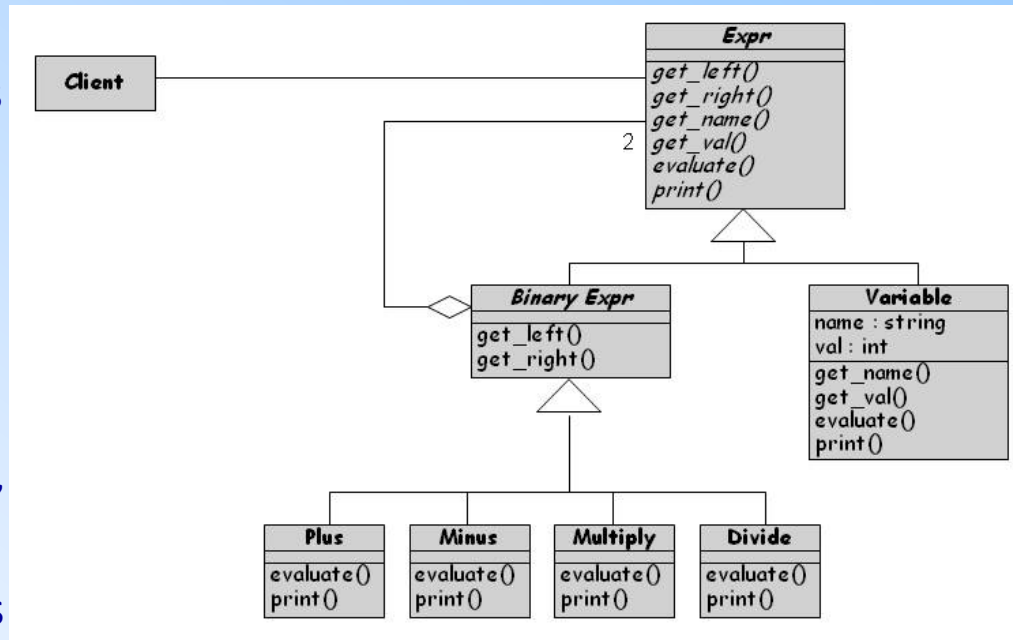 Client
Expr
get_left()
get_right()
get_name()
get_val()
evaluate()
print()
2
Binary Expr
get_left()
get_right()
Variable
name : string
val : int
get_name()
get_val()
evaluate()
print()
Plus
evaluate()
print()
Minus
evaluate()
print()
Multiply
evaluate()
print()
Divide
evaluate()
print()